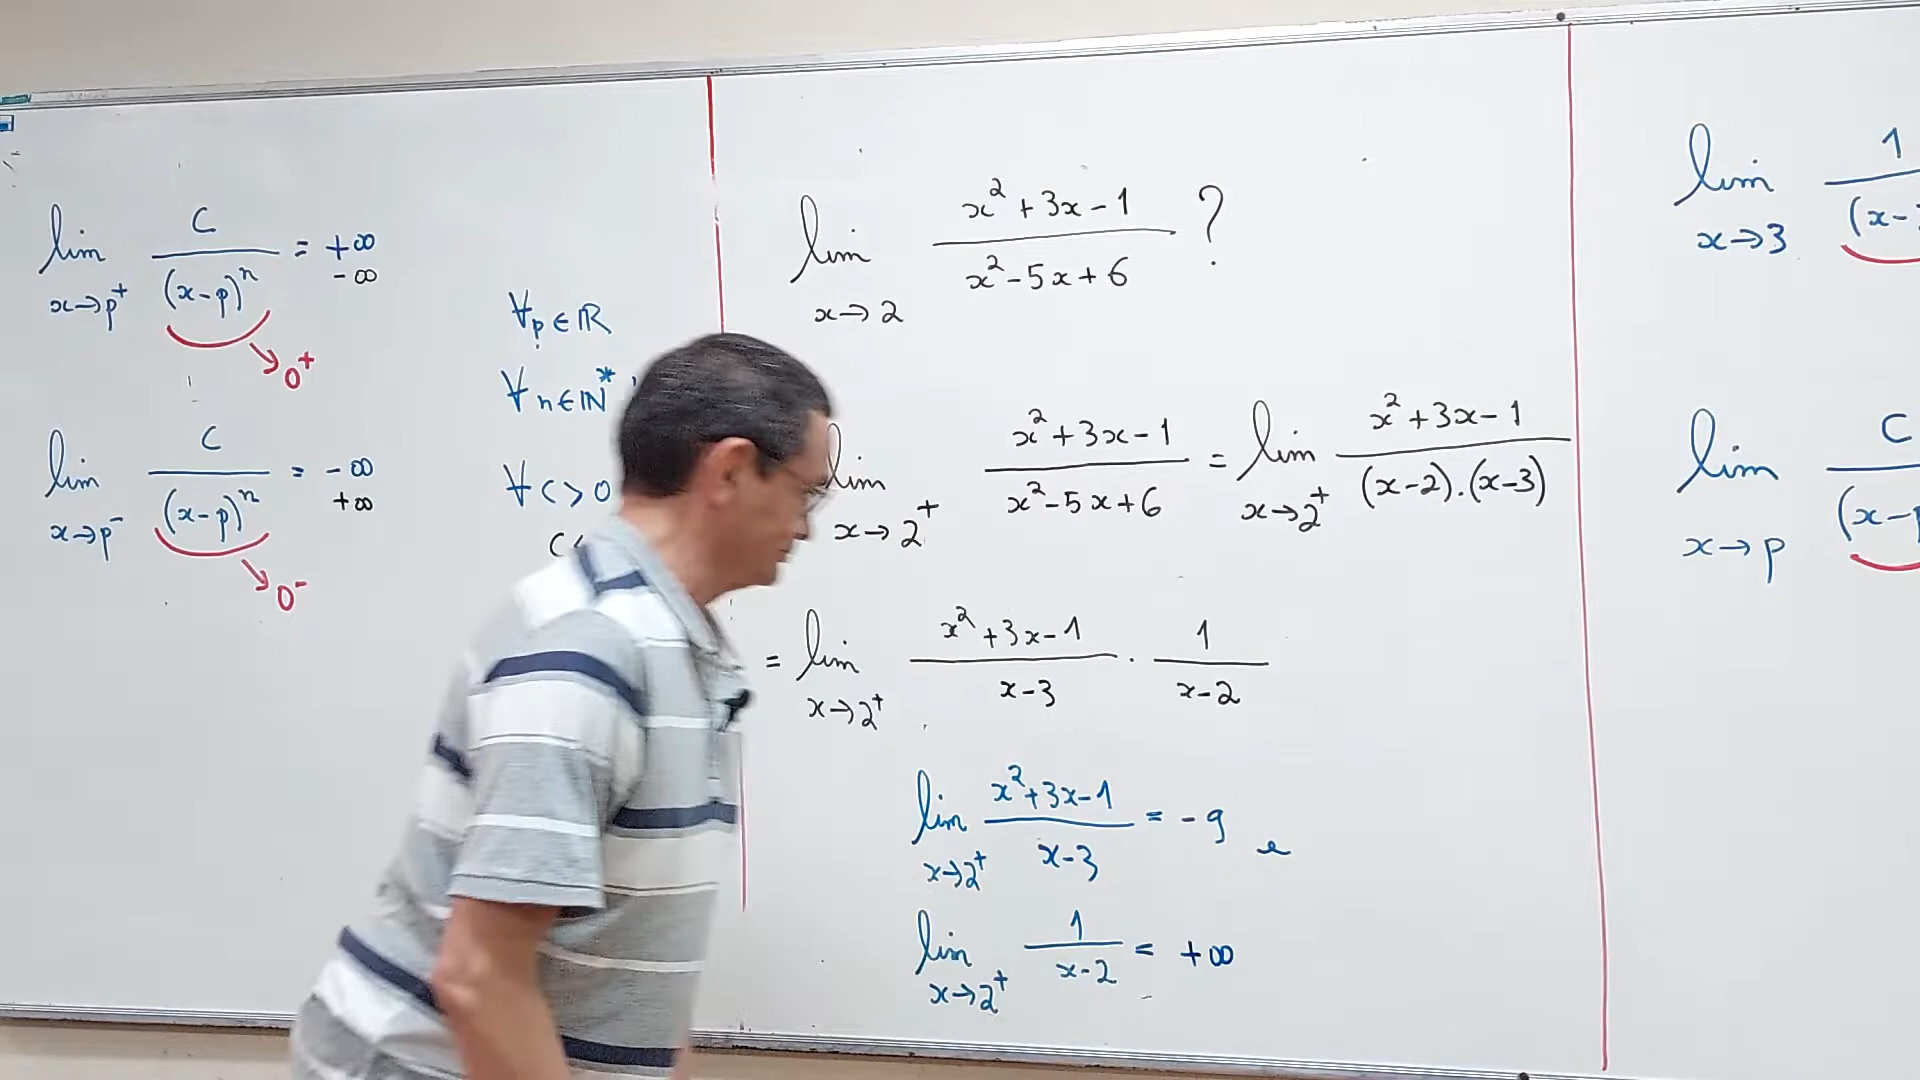 lim x→p⁺ C/(x-p)ⁿ = +∞
-∞
→ 0⁺
lim x→p⁻ C/(x-p)ⁿ = -∞
+∞
→ 0⁻
∀p∈ℝ
∀n∈ℕ*
∀C>0
C<
lim x→2 (x²+3x-1)/(x²-5x+6) ?
lim x→2⁺ (x²+3x-1)/(x²-5x+6) = lim x→2⁺ (x²+3x-1)/((x-2).(x-3))
= lim x→2⁺ (x²+3x-1)/(x-3) · 1/(x-2)
lim x→2⁺ (x²+3x-1)/(x-3) = -9 e
lim x→2⁺ 1/(x-2) = +∞
lim x→3 1/(x-
lim x→p C/(x-p